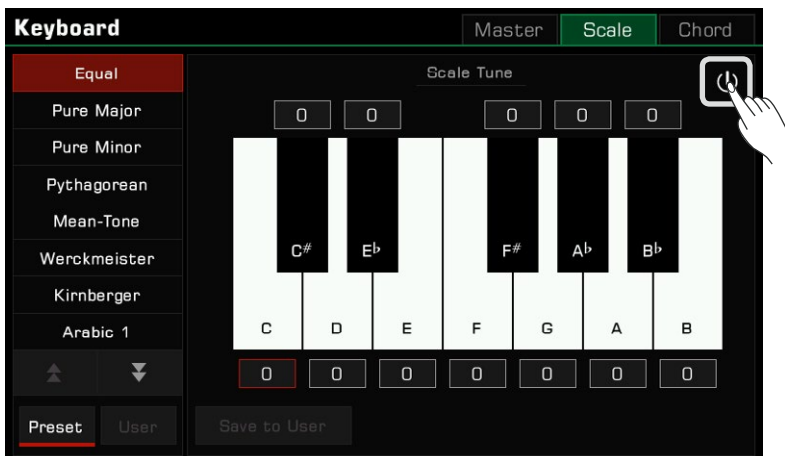 Keyboard
Master Scale Chord
Equal
Pure Major
Pure Minor
Pythagorean
Mean-Tone
Werckmeister
Kirnberger
Arabic 1
Preset User
Scale Tune
0 0 0 0 0
C# E♭ F# A♭ B♭
C D E F G A B
0 0 0 0 0 0 0
Save to User